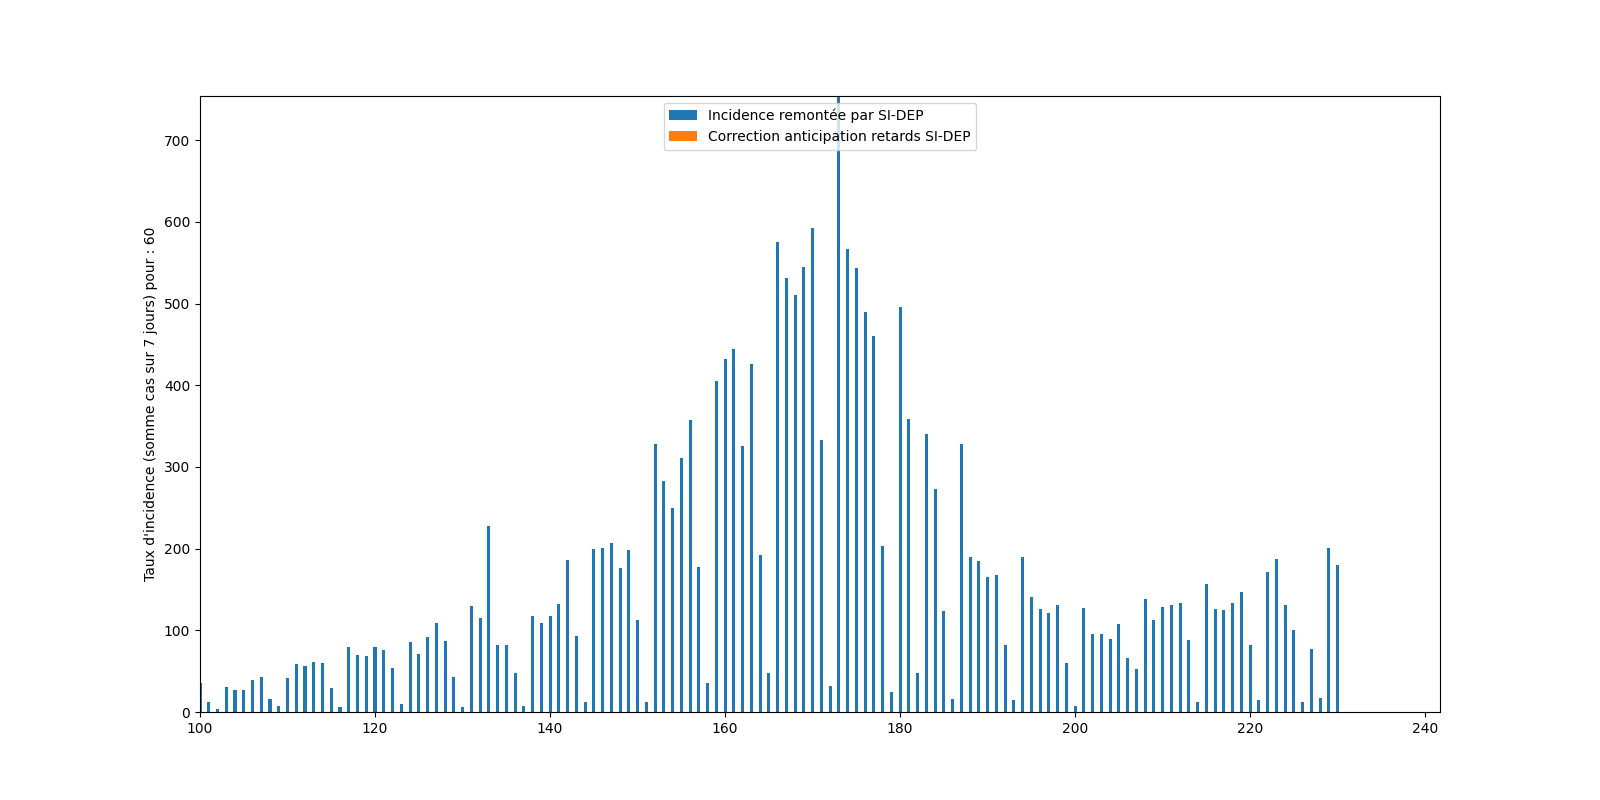 Incidence remontée par SI-DEP
Correction anticipation retards SI-DEP
Taux d'incidence (somme cas sur 7 jours) pour : 60
700
600
500
400
300
200
100
0
100 120 140 160 180 200 220 240